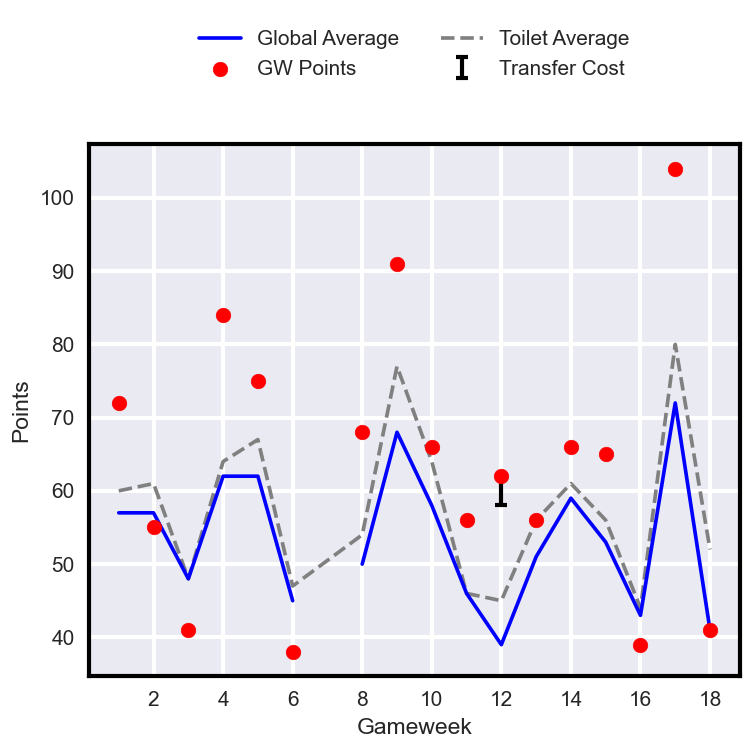 Global Average
Toilet Average
GW Points
Transfer Cost
100
90
80
70
60
50
40
Points
2 4 6 8 10 12 14 16 18
Gameweek